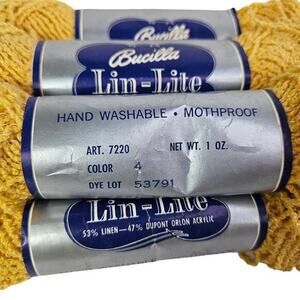 Bucilla
Bucilla
Lin-Lite
HAND WASHABLE • MOTHPROOF
ART. 7220 NET WT. 1 OZ.
COLOR 4
DYE LOT 53791
Lin-Lite
53% LINEN—47% DUPONT ORLON ACRYLIC